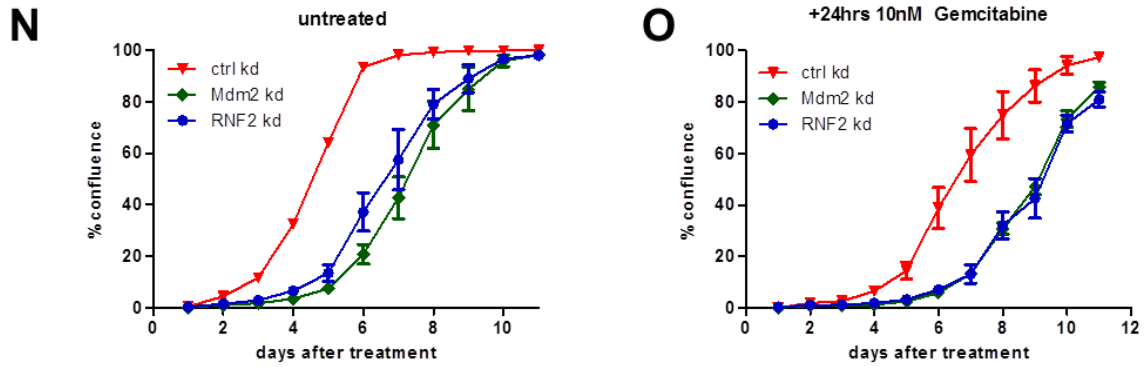 N
untreated
% confluence
100
80
60
40
20
0
ctrl kd
Mdm2 kd
RNF2 kd
0 2 4 6 8 10
days after treatment
O
+24hrs 10nM Gemcitabine
% confluence
100
80
60
40
20
0
ctrl kd
Mdm2 kd
RNF2 kd
0 2 4 6 8 10 12
days after treatment